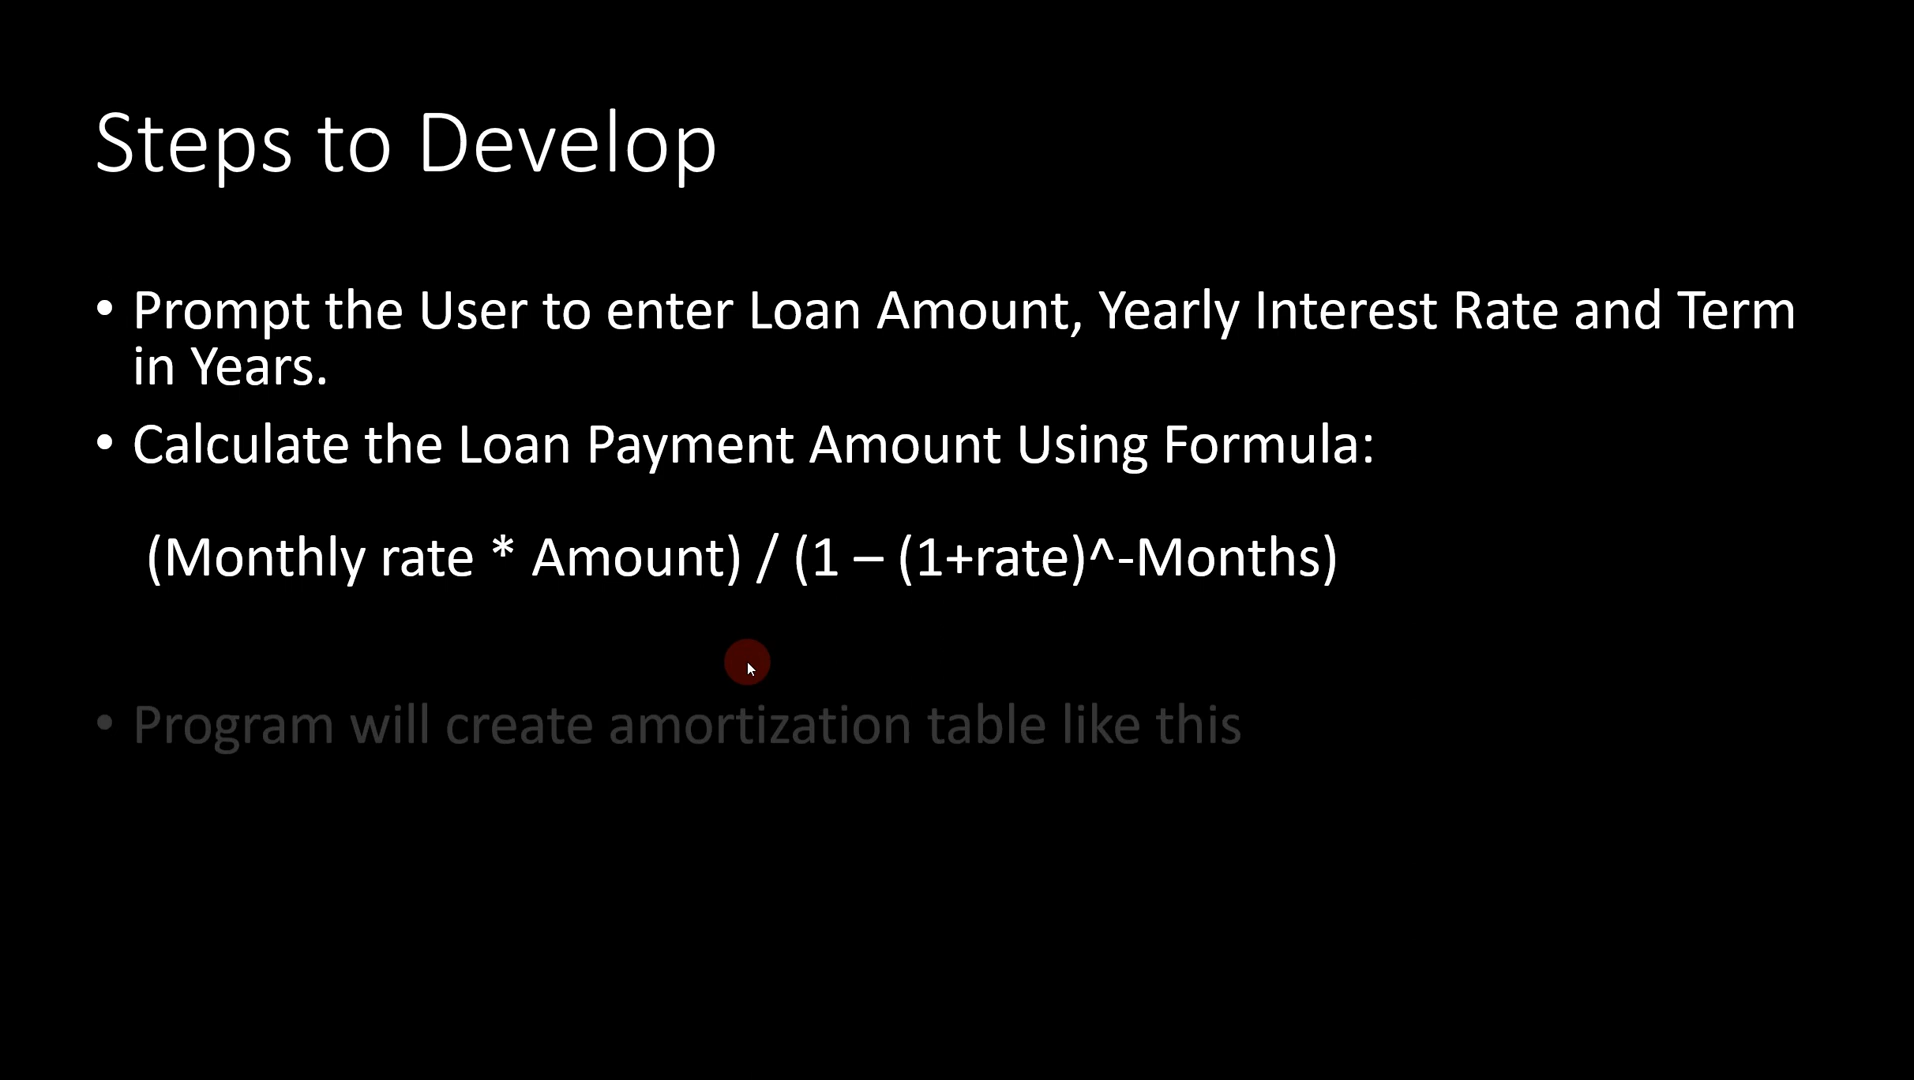 Steps to Develop
• Prompt the User to enter Loan Amount, Yearly Interest Rate and Term
in Years.
• Calculate the Loan Payment Amount Using Formula:
(Monthly rate * Amount) / (1 – (1+rate)^-Months)
• Program will create amortization table like this